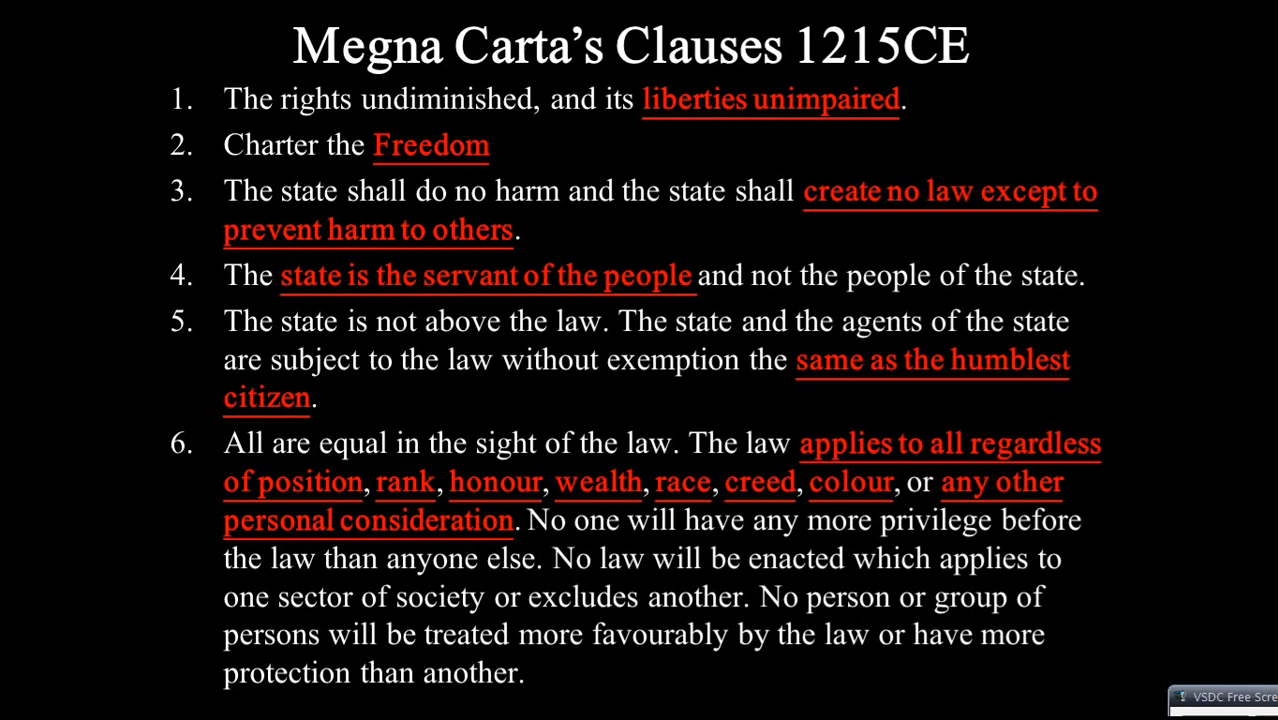 Megna Carta’s Clauses 1215CE
1. The rights undiminished, and its liberties unimpaired.
2. Charter the Freedom
3. The state shall do no harm and the state shall create no law except to
prevent harm to others.
4. The state is the servant of the people and not the people of the state.
5. The state is not above the law. The state and the agents of the state
are subject to the law without exemption the same as the humblest
citizen.
6. All are equal in the sight of the law. The law applies to all regardless
of position, rank, honour, wealth, race, creed, colour, or any other
personal consideration. No one will have any more privilege before
the law than anyone else. No law will be enacted which applies to
one sector of society or excludes another. No person or group of
persons will be treated more favourably by the law or have more
protection than another.
VSDC Free Scre